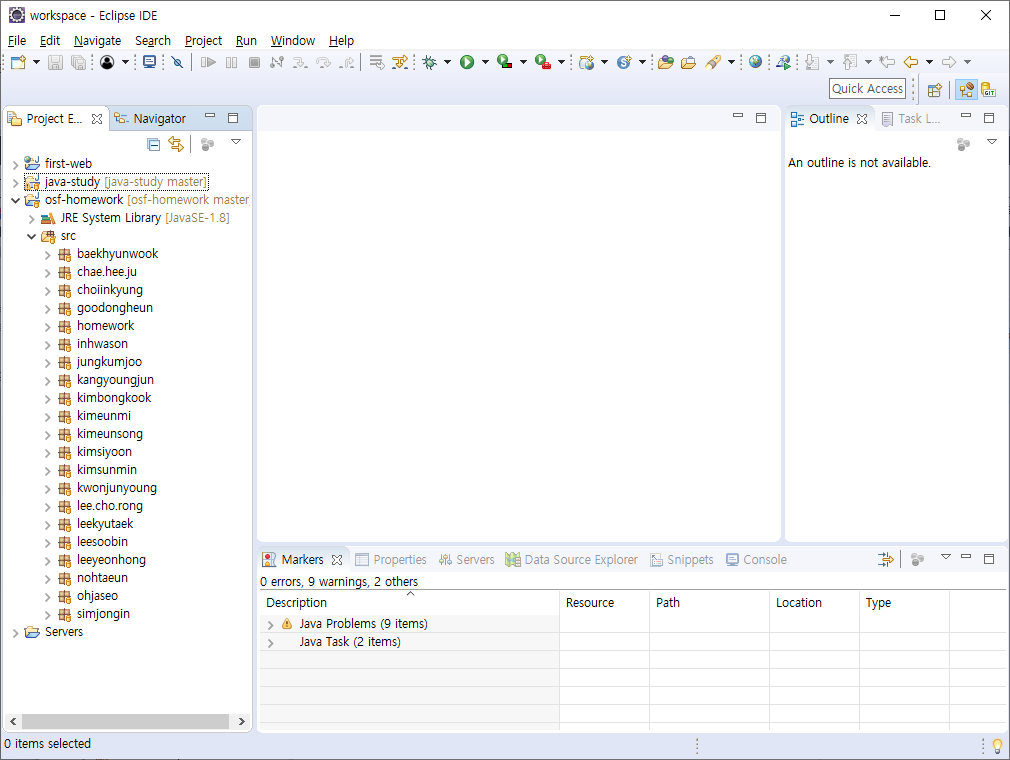 workspace - Eclipse IDE
File Edit Navigate Search Project Run Window Help
Quick Access
GIT
Project E... Navigator
first-web
java-study [java-study master]
osf-homework [osf-homework master
JRE System Library [JavaSE-1.8]
src
baekhyunwook
chae.hee.ju
choiinkyung
goodongheun
homework
inhwason
jungkumjoo
kangyoungjun
kimbongkook
kimeunmi
kimeunsong
kimsiyoon
kimsunmin
kwonjunyoung
lee.cho.rong
leekyutaek
leesoobin
leeyeonhong
nohtaeun
ohjaseo
simjongin
Servers
Outline Task L...
An outline is not available.
Markers Properties Servers Data Source Explorer Snippets Console
0 errors, 9 warnings, 2 others
Description Resource Path Location Type
Java Problems (9 items)
Java Task (2 items)
0 items selected